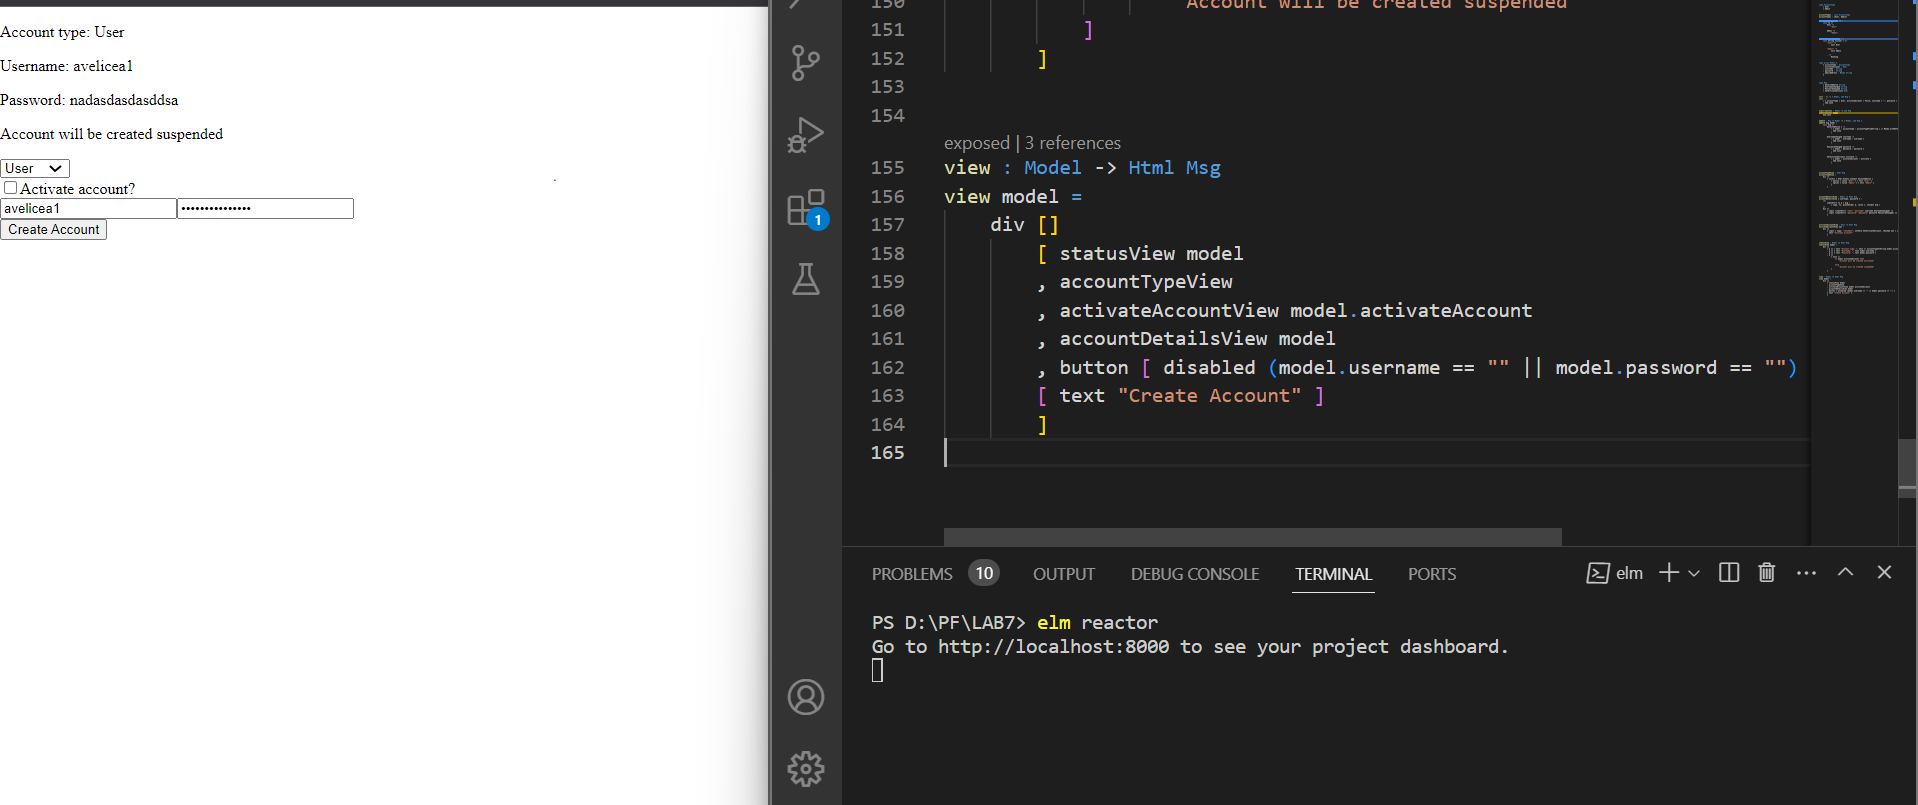 Account type: User
Username: avelicea1
Password: nadasdasdasddsa
Account will be created suspended
User
Activate account?
avelicea1 •••••••••••••••
Create Account
1
150 Account will be created suspended
151 ]
152 ]
153
154
exposed | 3 references
155 view : Model -> Html Msg
156 view model =
157 div []
158 [ statusView model
159 , accountTypeView
160 , activateAccountView model.activateAccount
161 , accountDetailsView model
162 , button [ disabled (model.username == "" || model.password == "")
163 [ text "Create Account" ]
164 ]
165
PROBLEMS 10 OUTPUT DEBUG CONSOLE TERMINAL PORTS elm
PS D:\PF\LAB7> elm reactor
Go to http://localhost:8000 to see your project dashboard.